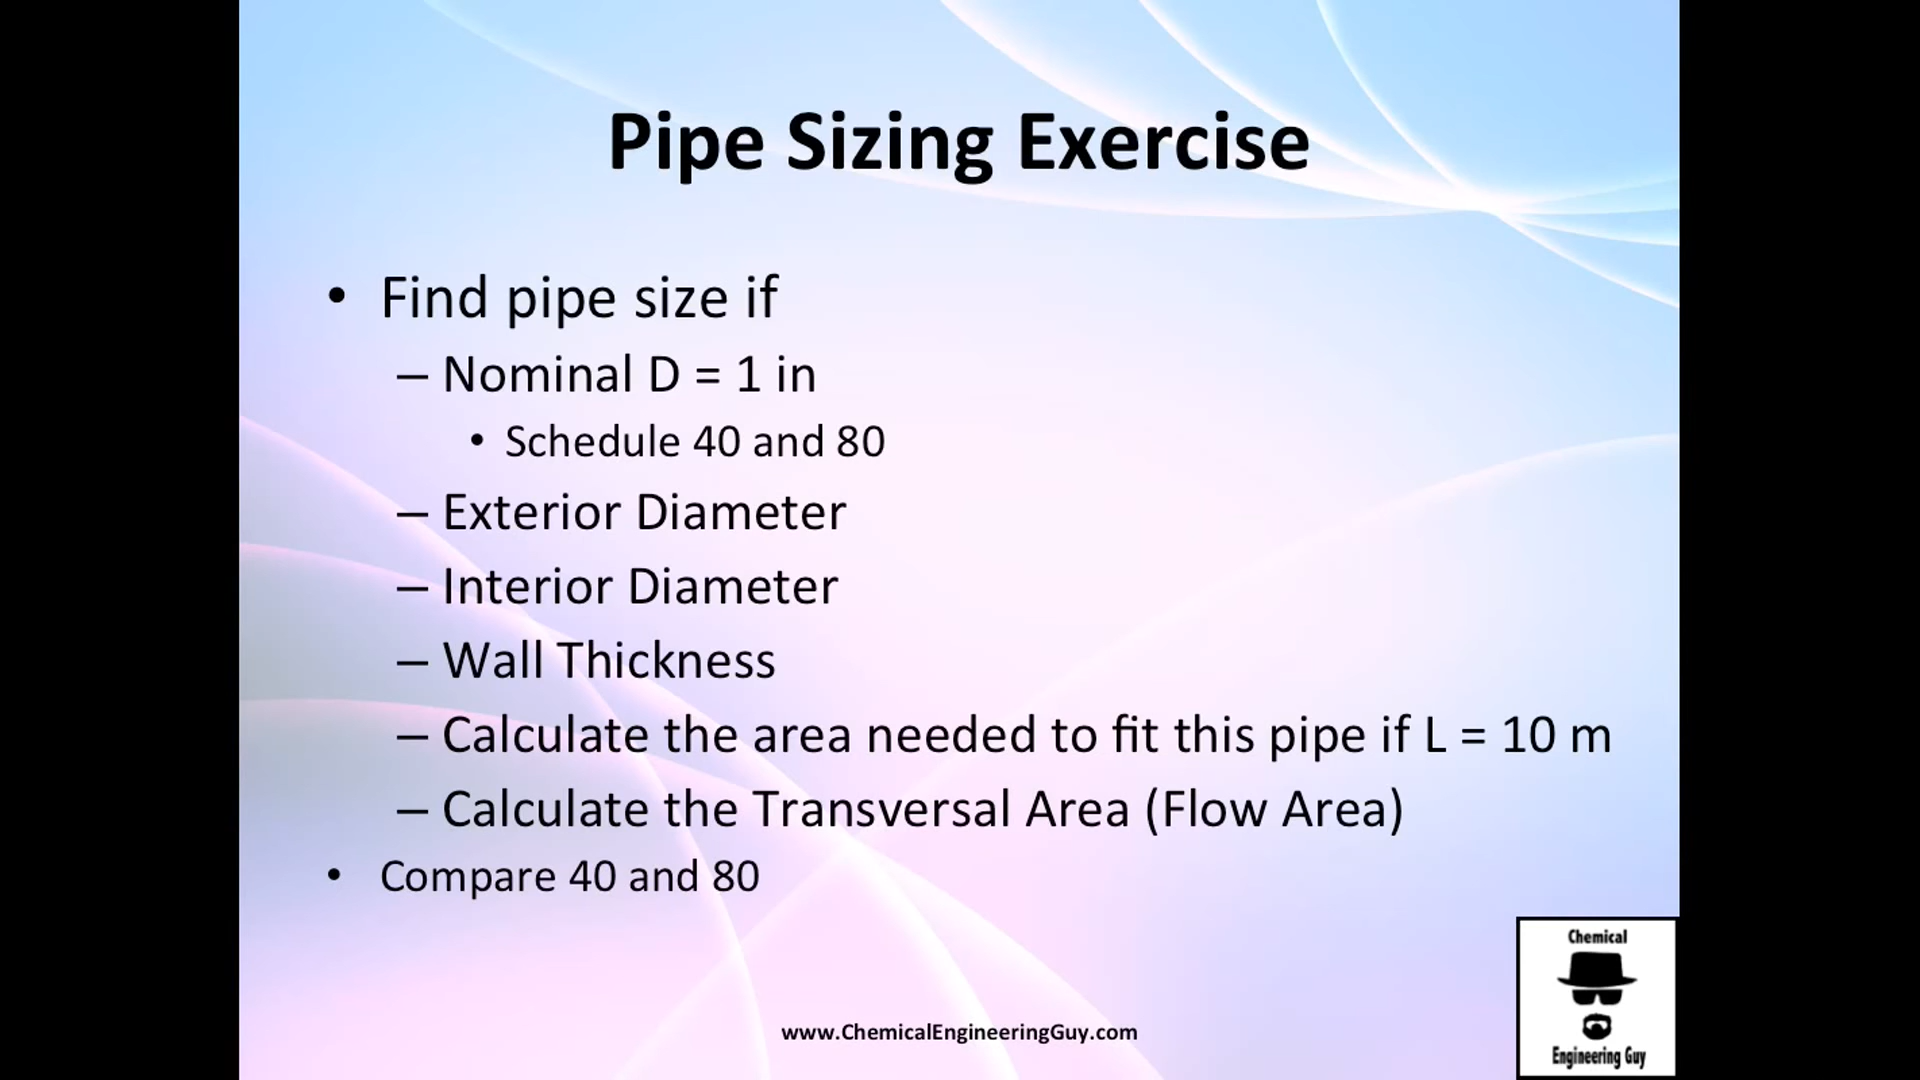 Pipe Sizing Exercise
• Find pipe size if
– Nominal D = 1 in
• Schedule 40 and 80
– Exterior Diameter
– Interior Diameter
– Wall Thickness
– Calculate the area needed to fit this pipe if L = 10 m
– Calculate the Transversal Area (Flow Area)
• Compare 40 and 80
Chemical
Engineering Guy
www.ChemicalEngineeringGuy.com